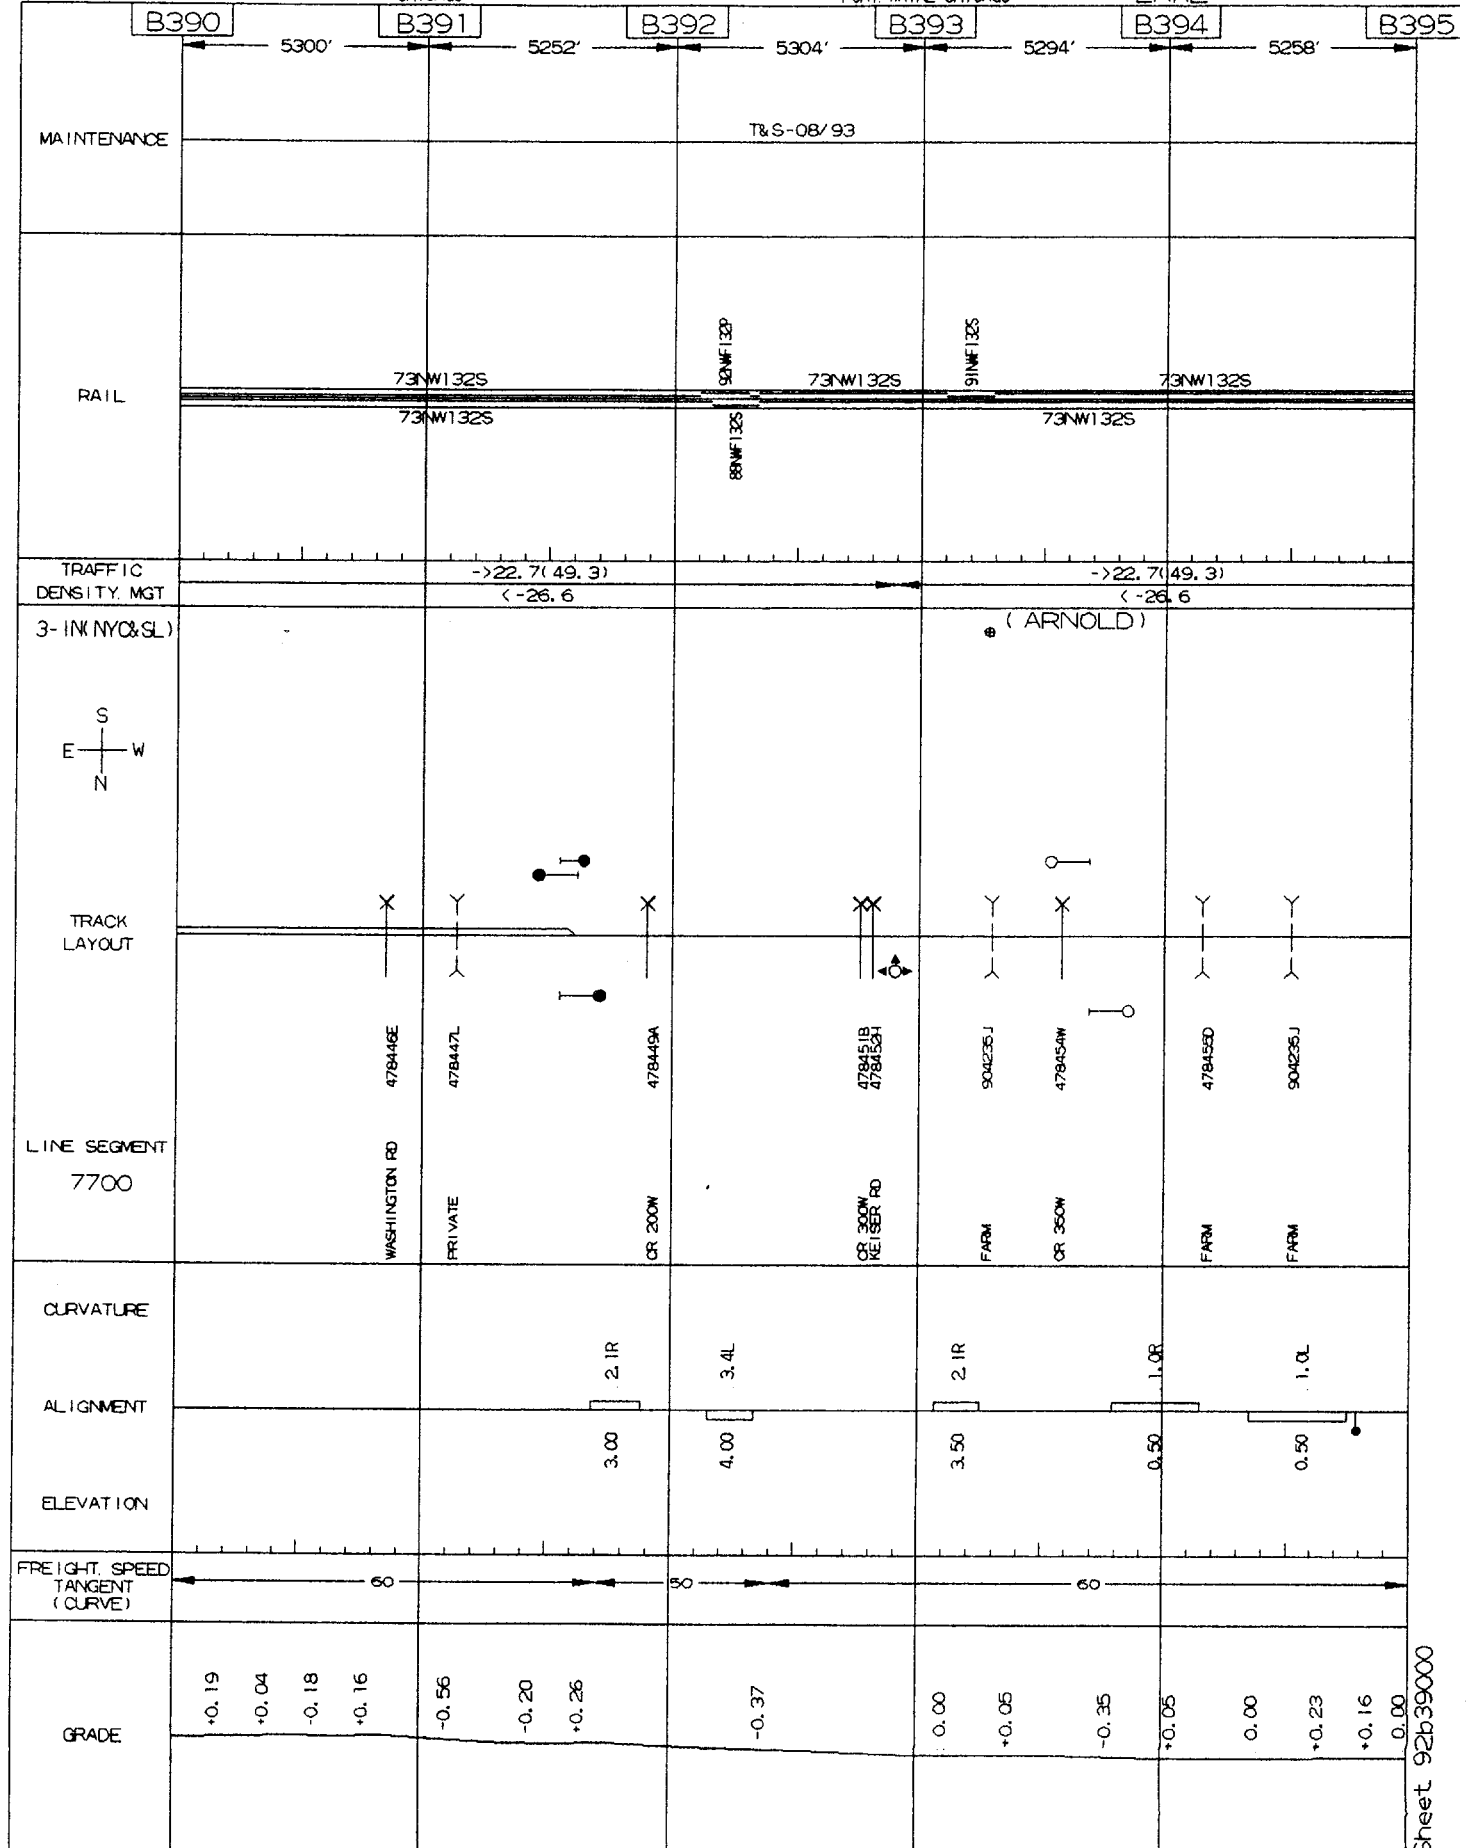 B390 B391 B392 B393 B394 B395
5300' 5252' 5304' 5294' 5258'
MAINTENANCE
T&S-08/93
92NWF132P 91NWF132S
73NW132S 73NW132S 73NW132S
RAIL
73NW132S 73NW132S
88NWF132S
TRAFFIC
DENSITY. MGT
->22.7(49.3) ->22.7(49.3)
<-26.6 <-26.6
3-IN(NYC&SL)
(ARNOLD)
S
E W
N
TRACK
LAYOUT
478446E 478447L 478449A 478451B 478452H 904235J 478454W 478455D 904235J
LINE SEGMENT
7700
WASHINGTON RD PRIVATE CR 200W CR 300W KEISER RD FARM CR 350W FARM FARM
CURVATURE
2.1R 3.4L 2.1R 1.0R 1.0L
ALIGNMENT
3.00 4.00 3.50 0.50 0.50
ELEVATION
FREIGHT. SPEED
TANGENT
(CURVE)
60 50 60
GRADE
+0.19 +0.04 -0.18 +0.16 -0.56 -0.20 +0.26 -0.37 0.00 +0.05 -0.35 +0.05 0.00 +0.23 +0.16 0.00
Sheet 92b39000